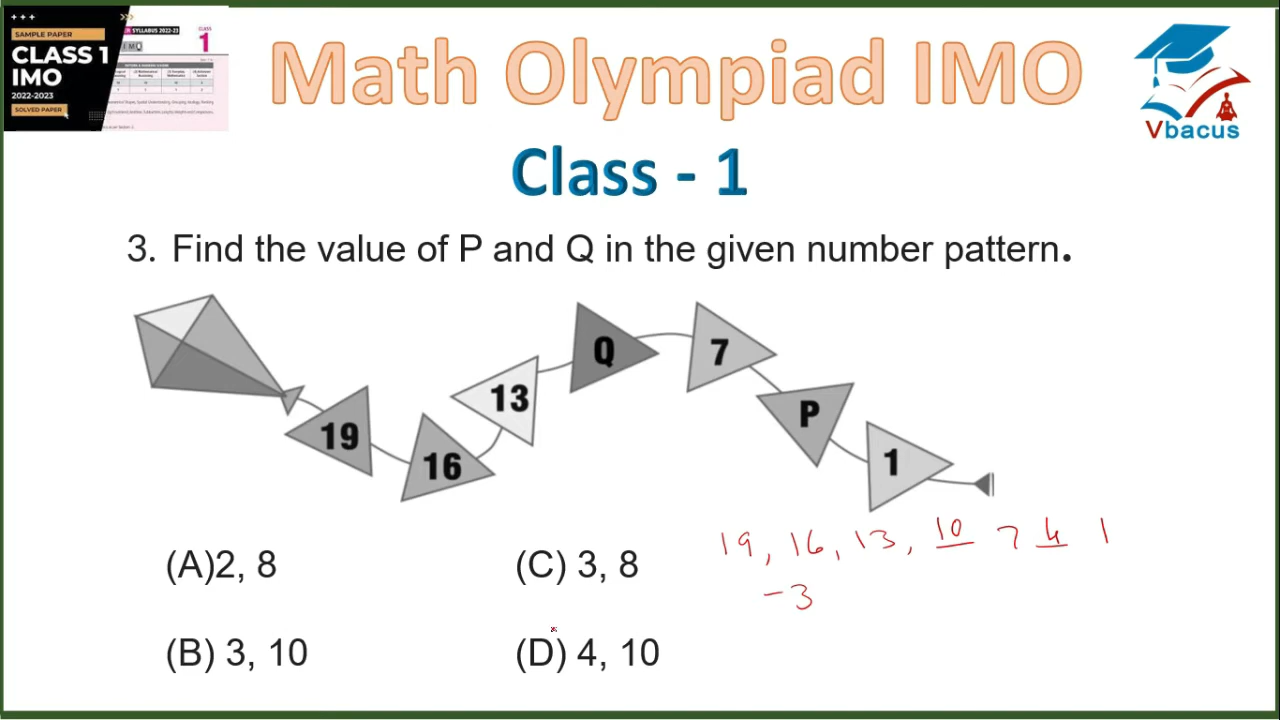 +++
SAMPLE PAPER
CLASS 1
IMO
2022-2023
SOLVED PAPER
SYLLABUS 2022-23
CLASS
1
Math Olympiad IMO
Vbacus
Class - 1
3. Find the value of P and Q in the given number pattern.
19
16
13
Q
7
P
1
19, 16, 13, 10 7 4 1
-3
(A)2, 8
(C) 3, 8
(B) 3, 10
(D) 4, 10